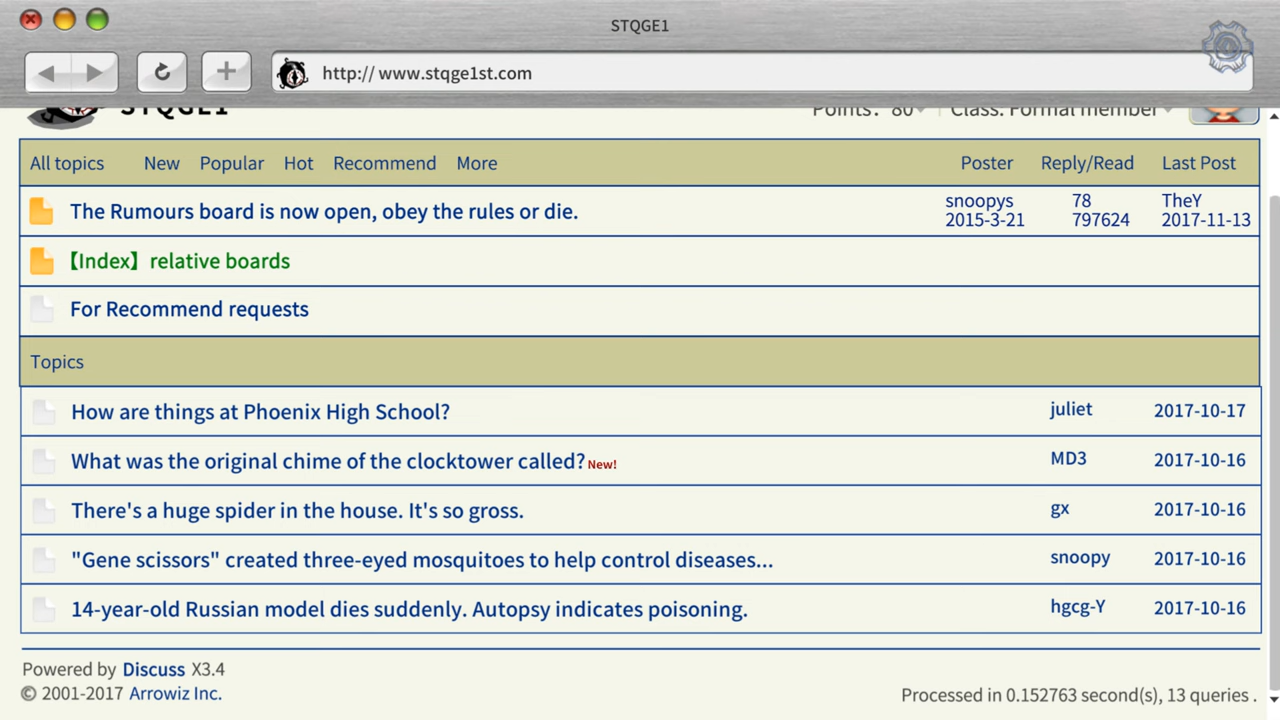 STQGE1
http:// www.stqge1st.com
STQGE1
Points: 80 Class: Formal member
All topics New Popular Hot Recommend More Poster Reply/Read Last Post
The Rumours board is now open, obey the rules or die. snoopys 78 TheY
2015-3-21 797624 2017-11-13
【Index】relative boards
For Recommend requests
Topics
How are things at Phoenix High School? juliet 2017-10-17
What was the original chime of the clocktower called? New! MD3 2017-10-16
There's a huge spider in the house. It's so gross. gx 2017-10-16
"Gene scissors" created three-eyed mosquitoes to help control diseases... snoopy 2017-10-16
14-year-old Russian model dies suddenly. Autopsy indicates poisoning. hgcg-Y 2017-10-16
Powered by Discuss X3.4
© 2001-2017 Arrowiz Inc.
Processed in 0.152763 second(s), 13 queries .